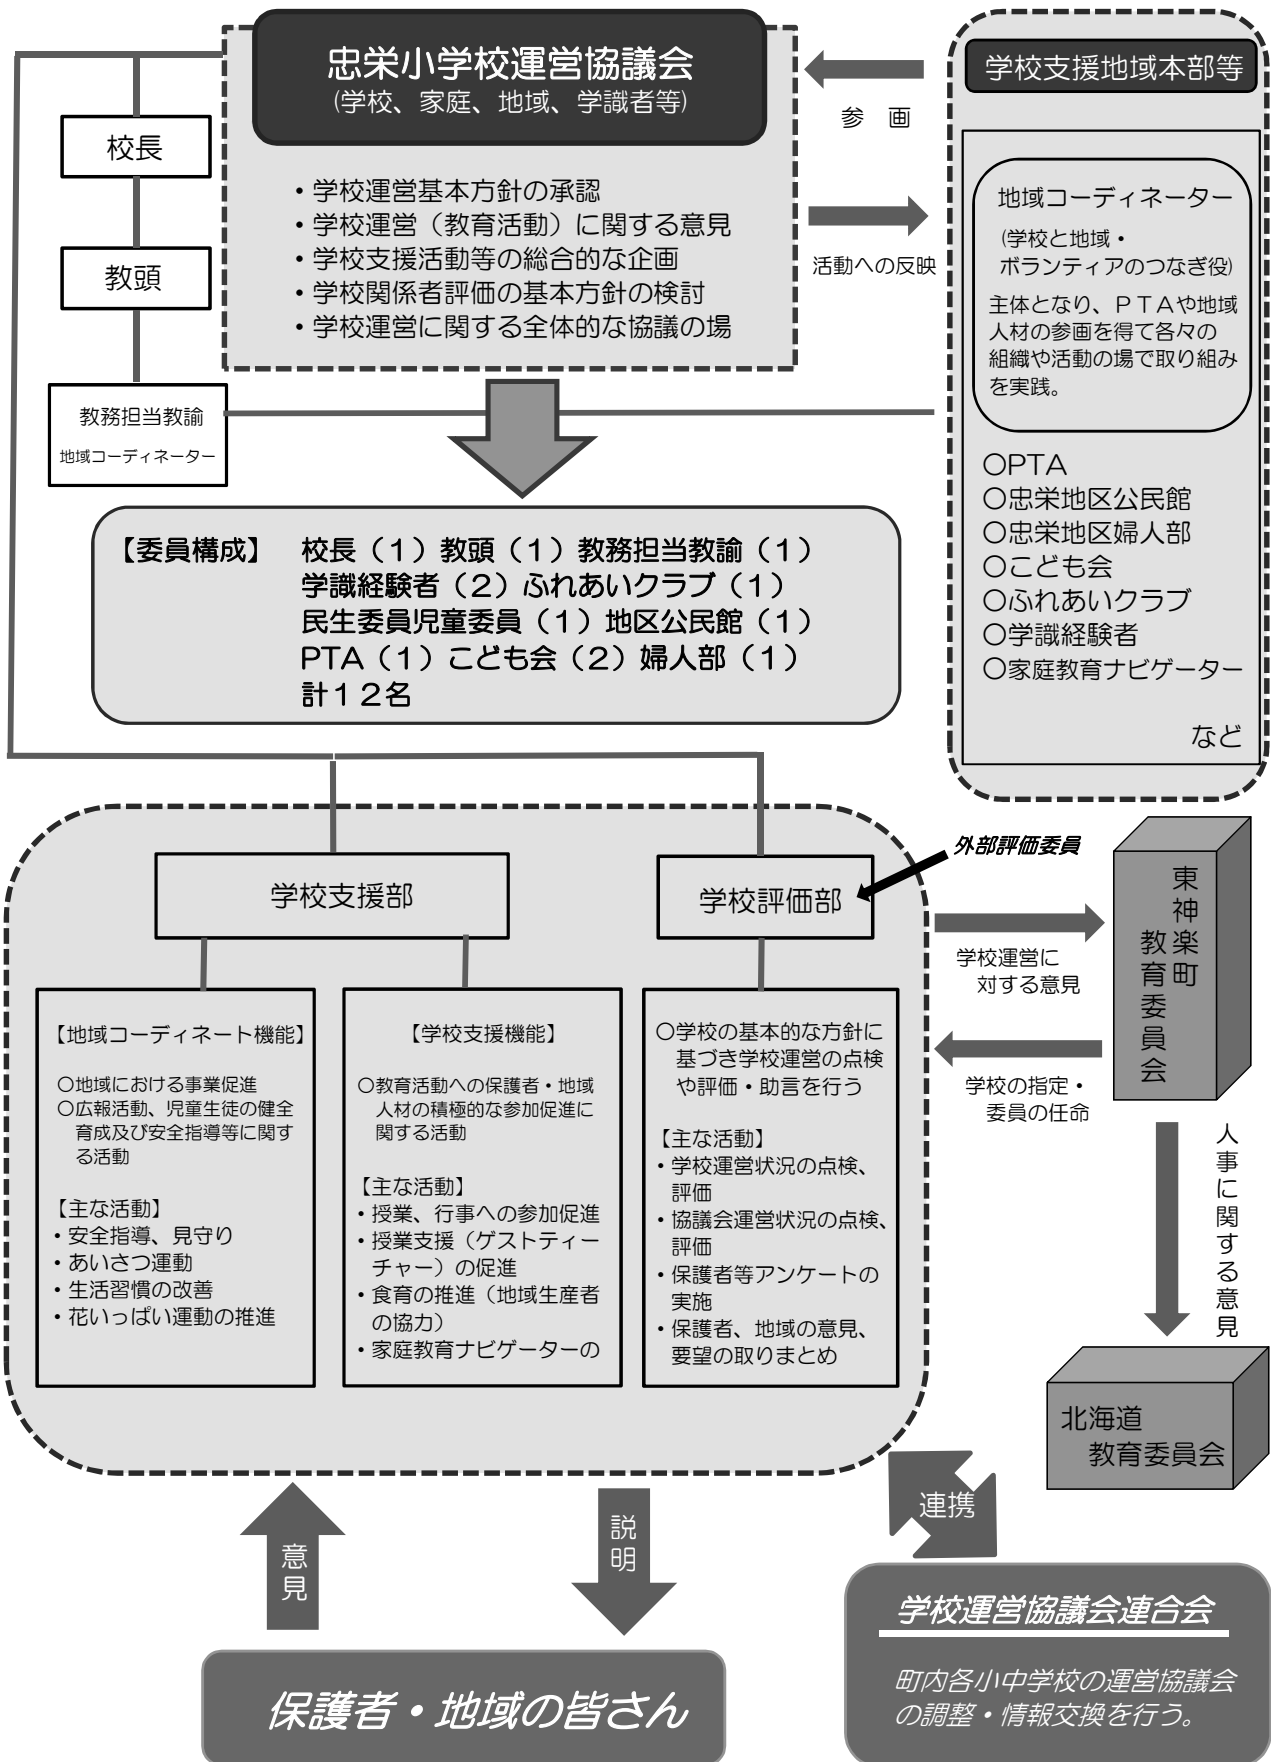 忠栄小学校運営協議会
(学校、家庭、地域、学識者等)
・学校運営基本方針の承認
・学校運営（教育活動）に関する意見
・学校支援活動等の総合的な企画
・学校関係者評価の基本方針の検討
・学校運営に関する全体的な協議の場
校長
教頭
教務担当教諭
地域コーディネーター
参　画
活動への反映
学校支援地域本部等
地域コーディネーター
(学校と地域・
ボランティアのつなぎ役)
主体となり、ＰＴＡや地域
人材の参画を得て各々の
組織や活動の場で取り組み
を実践。
〇PTA
〇忠栄地区公民館
〇忠栄地区婦人部
〇こども会
〇ふれあいクラブ
〇学識経験者
〇家庭教育ナビゲーター
など
【委員構成】　校長（１）教頭（１）教務担当教諭（１）
学識経験者（２）ふれあいクラブ（１）
民生委員児童委員（１）地区公民館（１）
PTA（１）こども会（２）婦人部（１）
計１２名
学校支援部
学校評価部
外部評価委員
【地域コーディネート機能】
〇地域における事業促進
〇広報活動、児童生徒の健全
育成及び安全指導等に関す
る活動
【主な活動】
・安全指導、見守り
・あいさつ運動
・生活習慣の改善
・花いっぱい運動の推進
【学校支援機能】
〇教育活動への保護者・地域
人材の積極的な参加促進に
関する活動
【主な活動】
・授業、行事への参加促進
・授業支援（ゲストティー
チャー）の促進
・食育の推進（地域生産者
の協力）
・家庭教育ナビゲーターの
〇学校の基本的な方針に
基づき学校運営の点検
や評価・助言を行う
【主な活動】
・学校運営状況の点検、
評価
・協議会運営状況の点検、
評価
・保護者等アンケートの
実施
・保護者、地域の意見、
要望の取りまとめ
学校運営に
対する意見
学校の指定・
委員の任命
東神楽町
教育委員会
人事に関する意見
北海道
教育委員会
意見
説明
連携
保護者・地域の皆さん
学校運営協議会連合会
町内各小中学校の運営協議会
の調整・情報交換を行う。